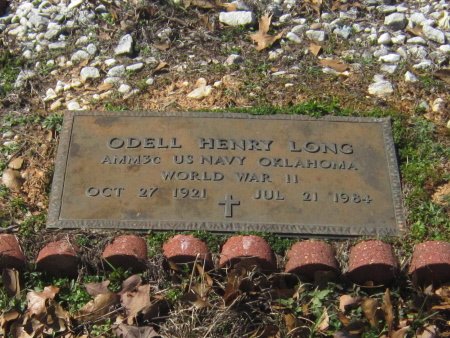 ODELL HENRY LONG
AMM3C US NAVY OKLAHOMA
WORLD WAR II
OCT 27 1921 JUL 21 1984